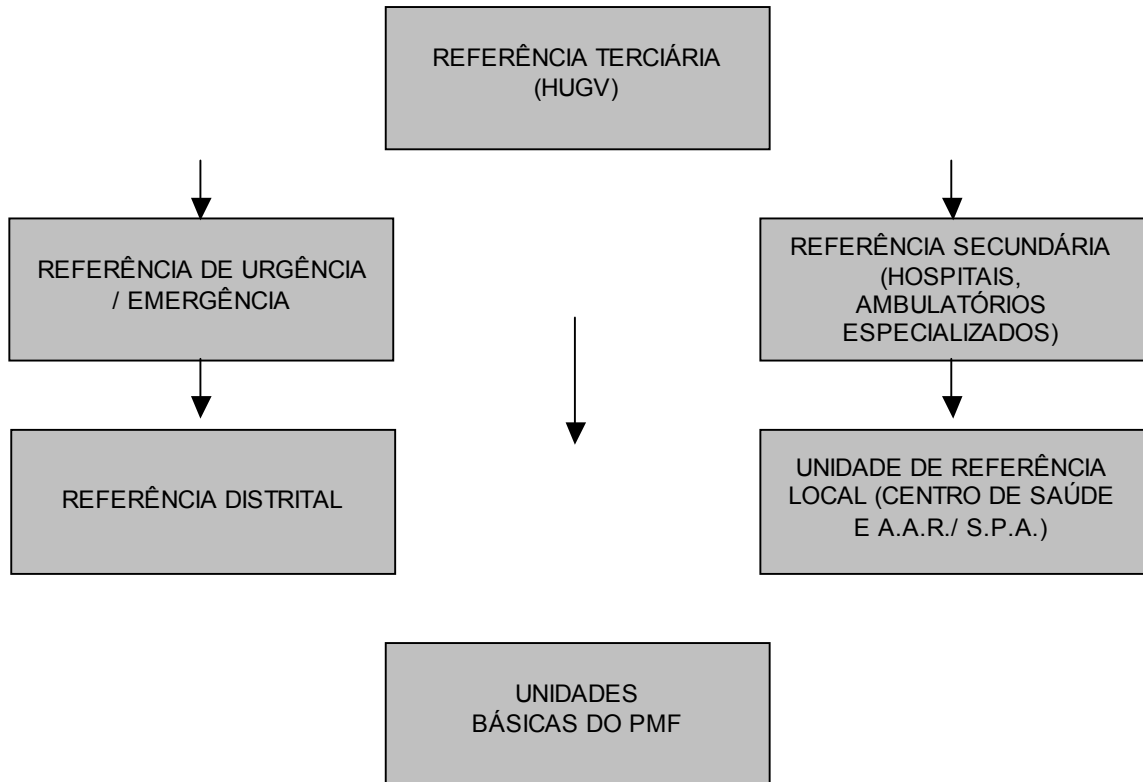 REFERÊNCIA TERCIÁRIA
(HUGV)
REFERÊNCIA DE URGÊNCIA
/ EMERGÊNCIA
REFERÊNCIA SECUNDÁRIA
(HOSPITAIS,
AMBULATÓRIOS
ESPECIALIZADOS)
REFERÊNCIA DISTRITAL
UNIDADE DE REFERÊNCIA
LOCAL (CENTRO DE SAÚDE
E A.A.R./ S.P.A.)
UNIDADES
BÁSICAS DO PMF